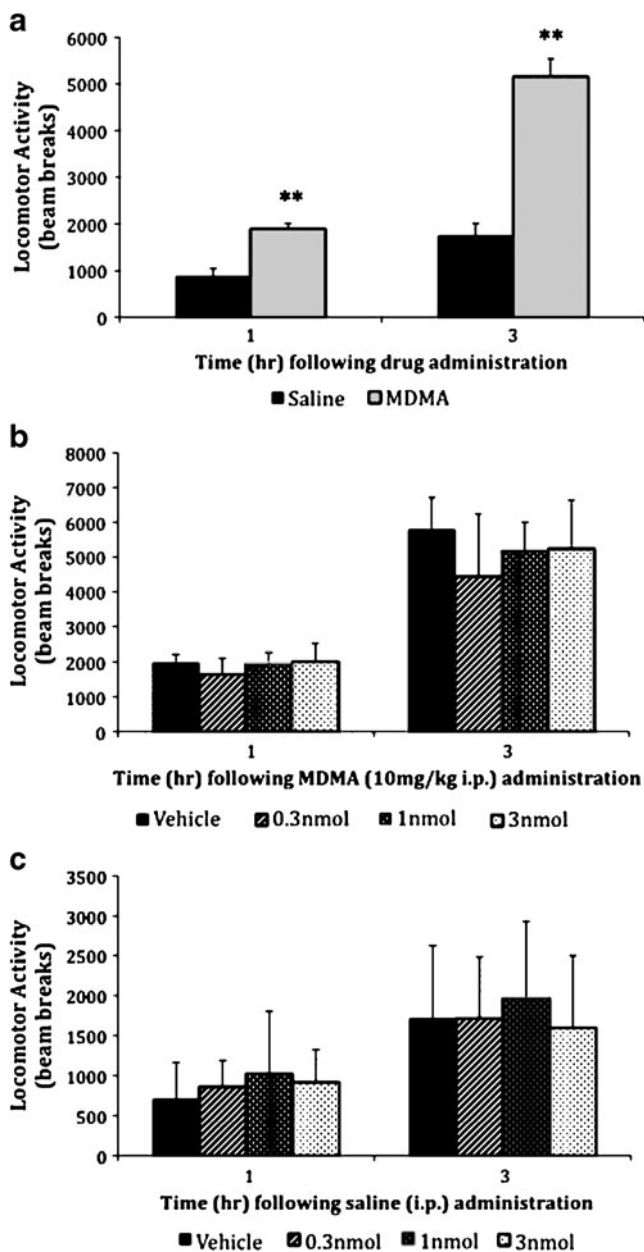 a
Locomotor Activity
(beam breaks)
6000
5000
4000
3000
2000
1000
0
**
**
1
3
Time (hr) following drug administration
Saline MDMA
b
Locomotor Activity
(beam breaks)
8000
7000
6000
5000
4000
3000
2000
1000
0
1
3
Time (hr) following MDMA (10mg/kg i.p.) administration
Vehicle 0.3nmol 1nmol 3nmol
c
Locomotor Activity
(beam breaks)
3500
3000
2500
2000
1500
1000
500
0
1
3
Time (hr) following saline (i.p.) administration
Vehicle 0.3nmol 1nmol 3nmol